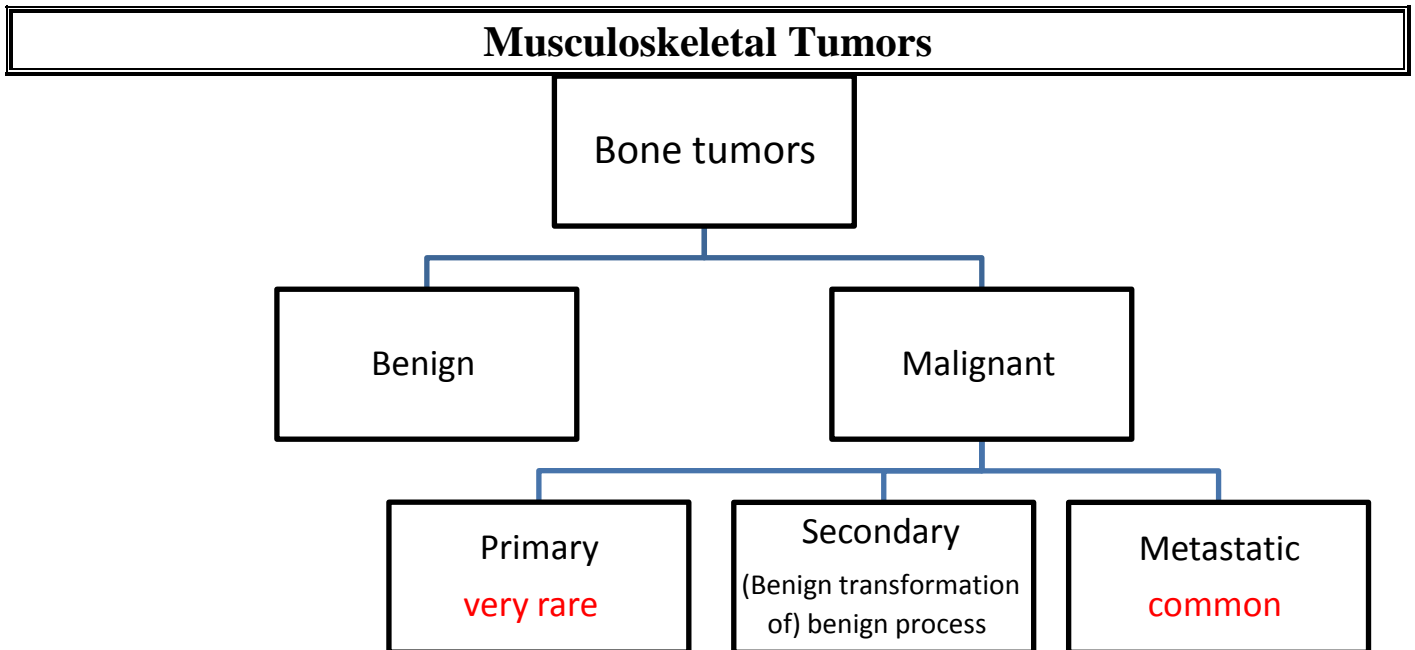 Musculoskeletal Tumors
Bone tumors
Benign
Malignant
Primary
very rare
Secondary
(Benign transformation
of) benign process
Metastatic
common